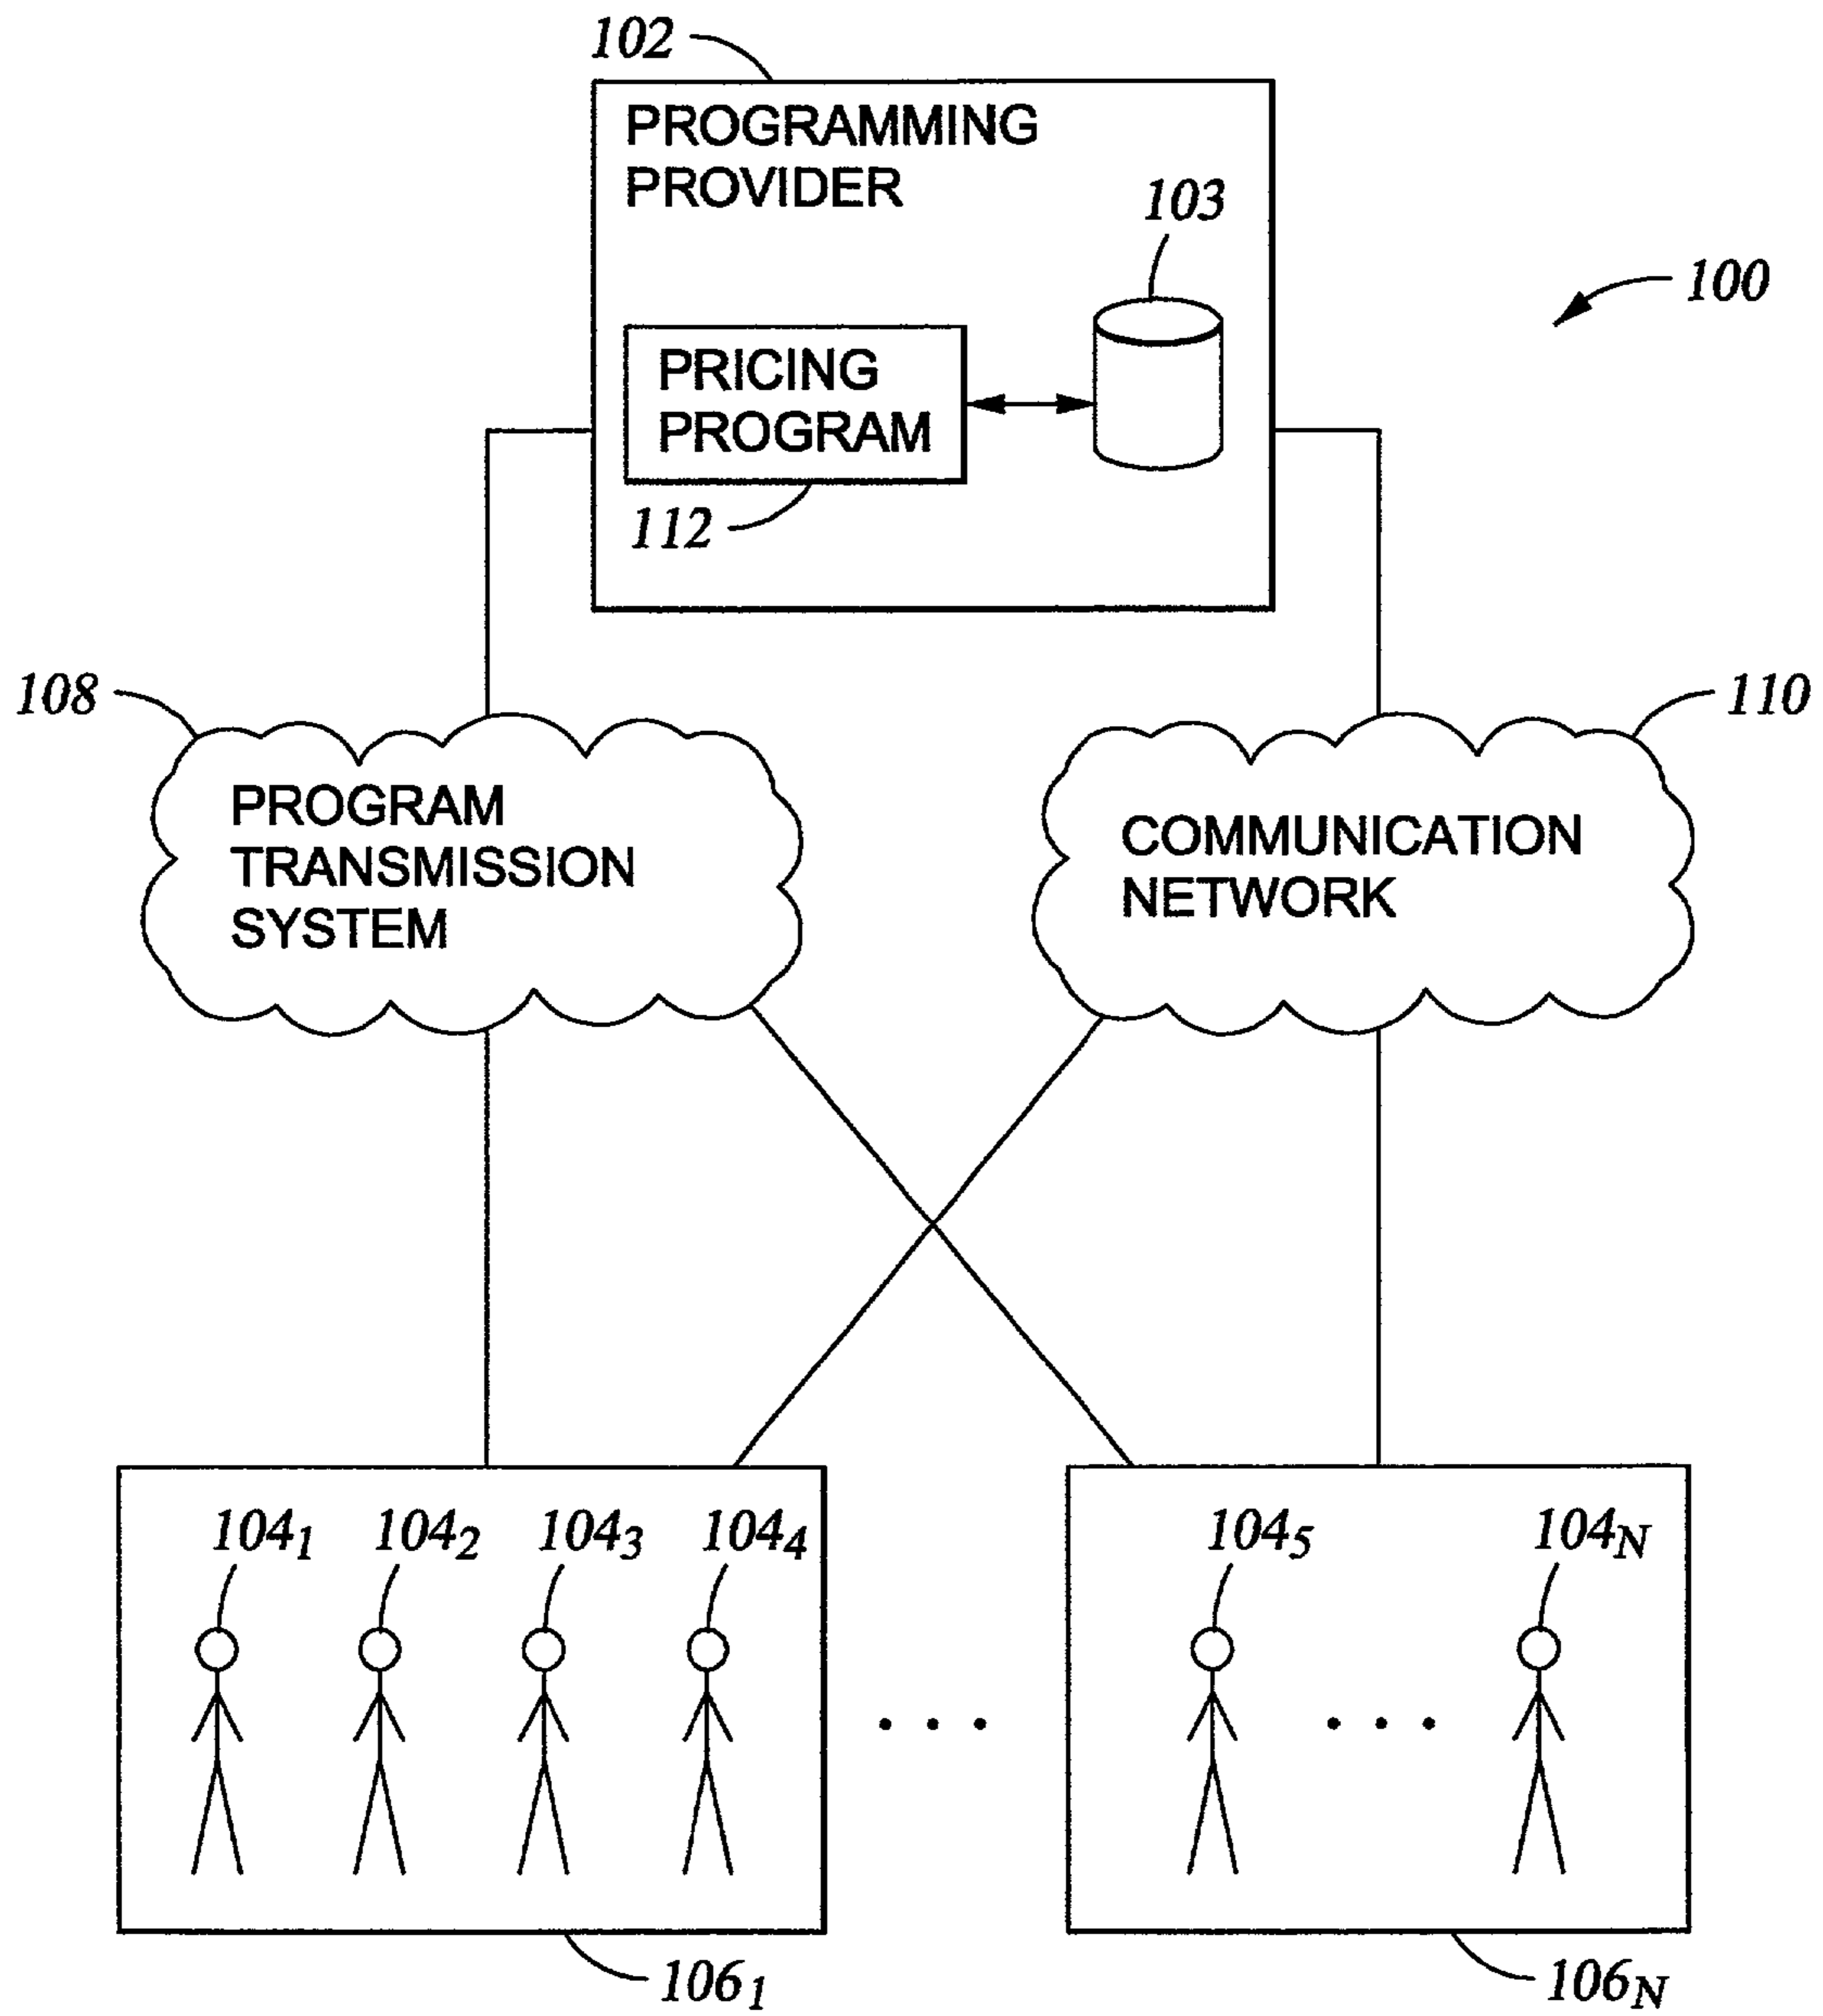 102
PROGRAMMING
PROVIDER
103
100
PRICING
PROGRAM
112
108
110
PROGRAM
TRANSMISSION
SYSTEM
COMMUNICATION
NETWORK
104₁ 104₂ 104₃ 104₄ 104₅ 104N
106₁ 106N